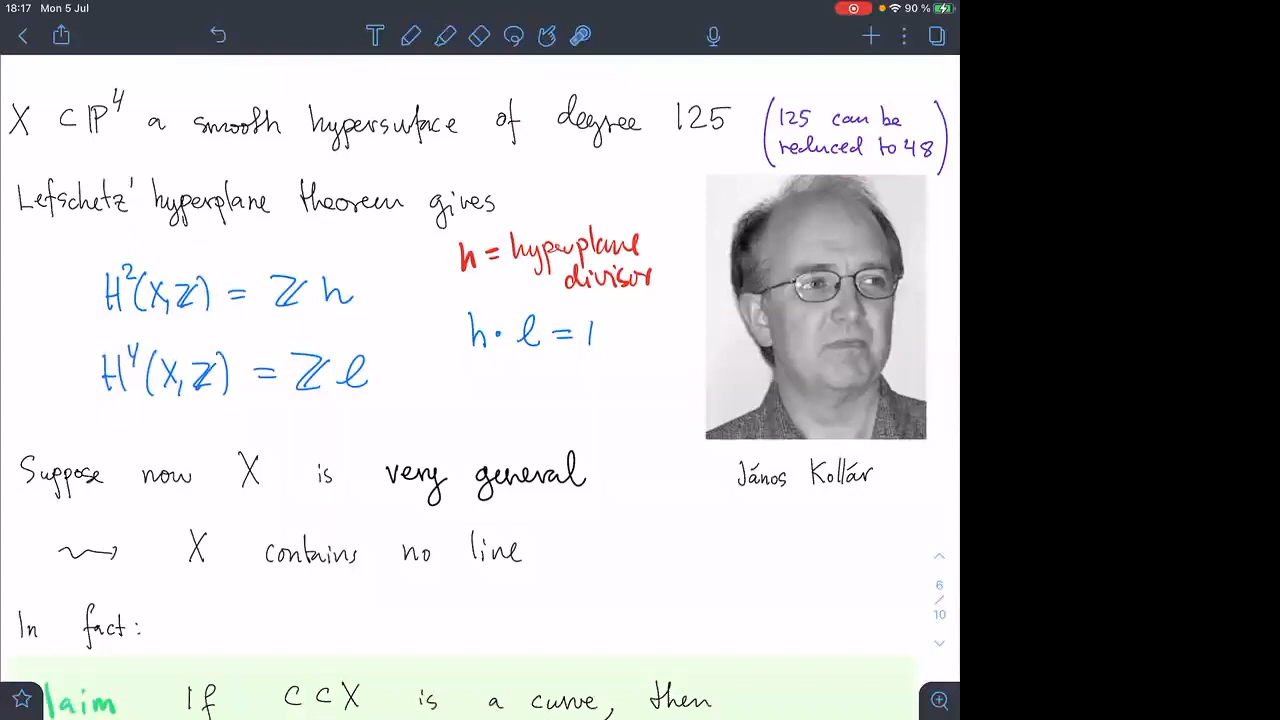 18:17 Mon 5 Jul
90 %
X ⊂ ℙ⁴ a smooth hypersurface of degree 125
(125 can be
reduced to 48)
Lefschetz' hyperplane theorem gives
h = hyperplane
divisor
H²(X,ℤ) = ℤ h
h · ℓ = 1
H⁴(X,ℤ) = ℤ ℓ
Suppose now X is very general
János Kollár
⇝ X contains no line
6
/
10
In fact:
laim If C ⊂ X is a curve, then